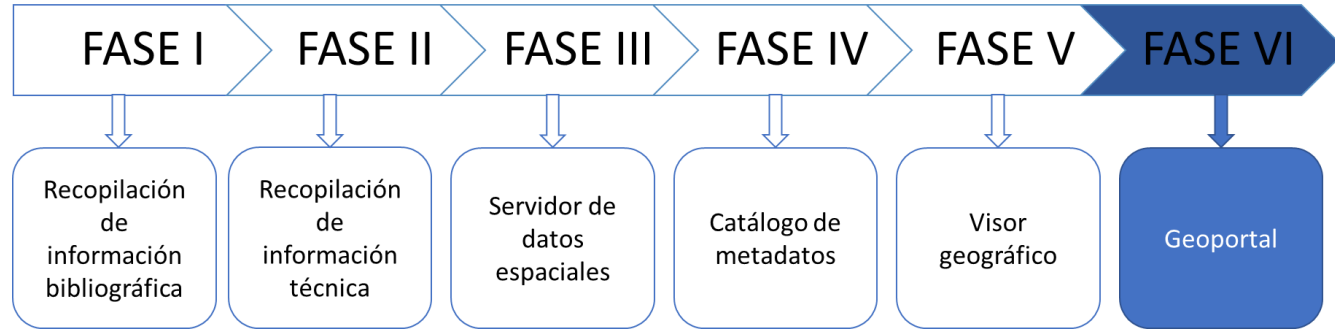 FASE I
FASE II
FASE III
FASE IV
FASE V
FASE VI
Recopilación
de
información
bibliográfica
Recopilación
de
información
técnica
Servidor de
datos
espaciales
Catálogo de
metadatos
Visor
geográfico
Geoportal